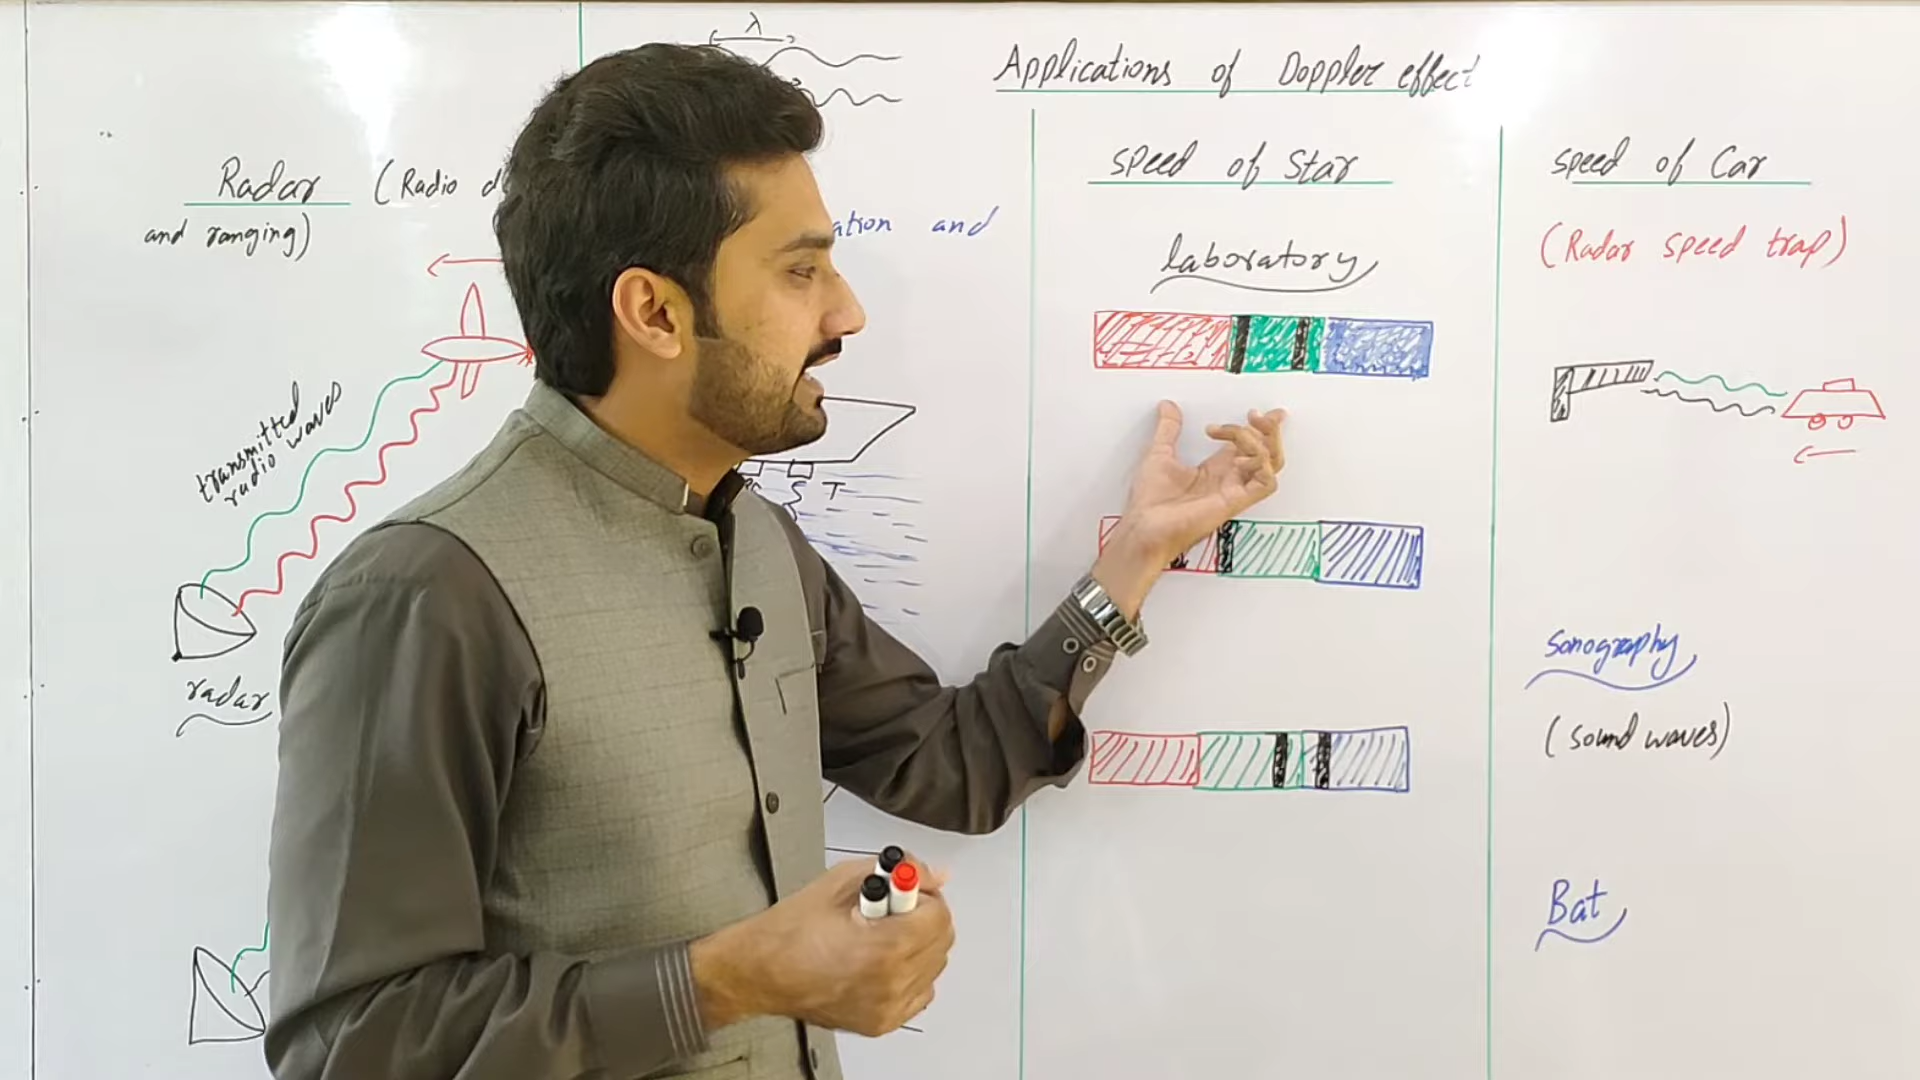 λ
Applications of Doppler effect
Radar (Radio
and ranging)
and
transmitted
radio waves
radar
S T
speed of Star
laboratory
speed of Car
(Radar speed trap)
sonography
(sound waves)
Bat